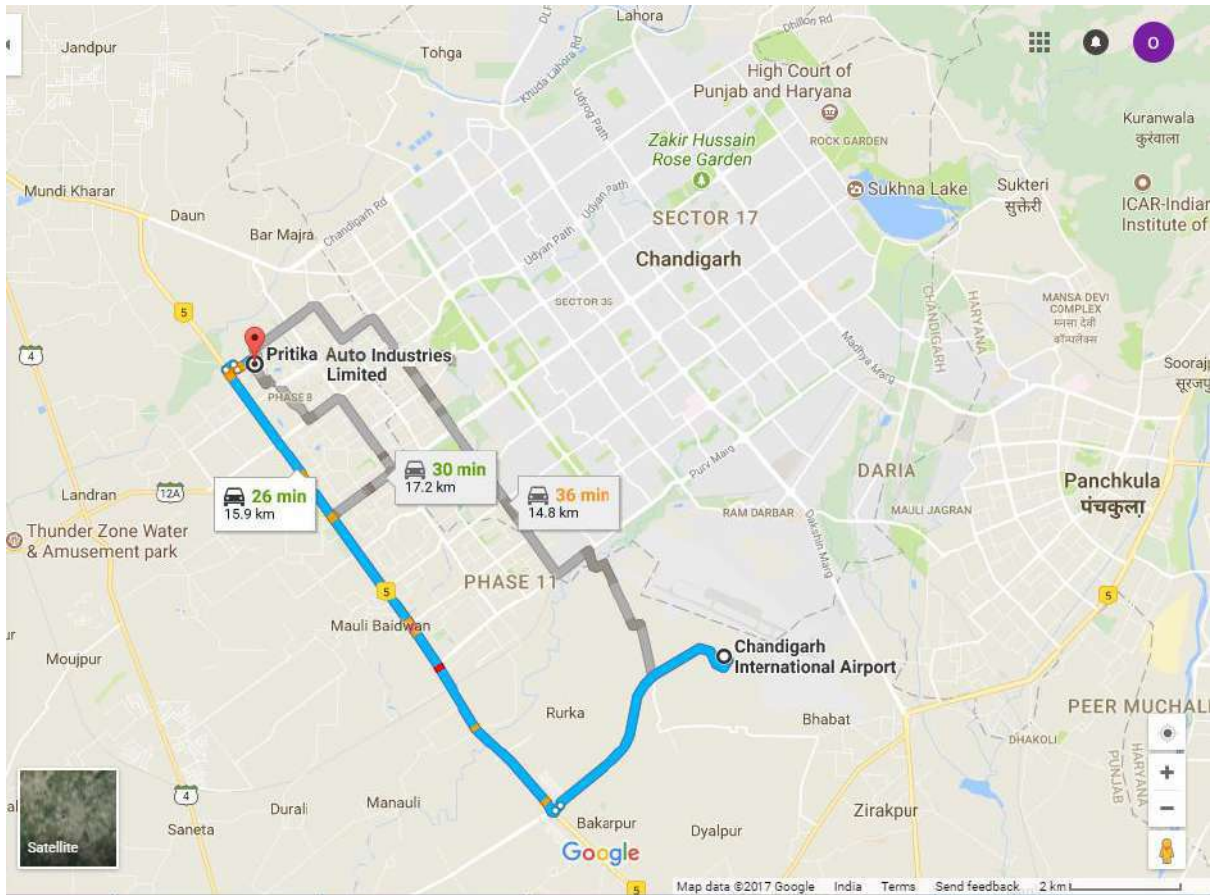 Lahora
Dhillon Rd
Jandpur
Tohga
Khuda Lahora Rd
Udyog Path
High Court of
Punjab and Haryana
O
Kuranwala
कुरंवाला
Zakir Hussain
Rose Garden
ROCK GARDEN
Mundi Kharar
Daun
Bar Majra
Chandigarh Rd
Udyan Path
Udyan Path
SECTOR 17
Sukhna Lake
Sukteri
सुक्तेरी
ICAR-Indian
Institute of
Chandigarh
SECTOR 35
CHANDIGARH
HARYANA
MANSA DEVI
COMPLEX
मनसा देवी
कॉम्पलेक्स
5
4
Pritika Auto Industries
Limited
Madhya Marg
Soorajp
सूरजपु
PHASE 8
Purv Marg
26 min
15.9 km
30 min
17.2 km
36 min
14.8 km
DARIA
Panchkula
पंचकुला
Landran
12A
RAM DARBAR
Dakshin Marg
MAULI JAGRAN
Thunder Zone Water
& Amusement park
PHASE 11
5
5
Mauli Baidwan
Moujpur
Chandigarh
International Airport
Rurka
Bhabat
PEER MUCHALL
DHAKOLI
PUNJAB
HARYANA
4
Durali
Manauli
Saneta
Bakarpur
Dyalpur
Zirakpur
Satellite
Google
5
Map data ©2017 Google India Terms Send feedback 2 km